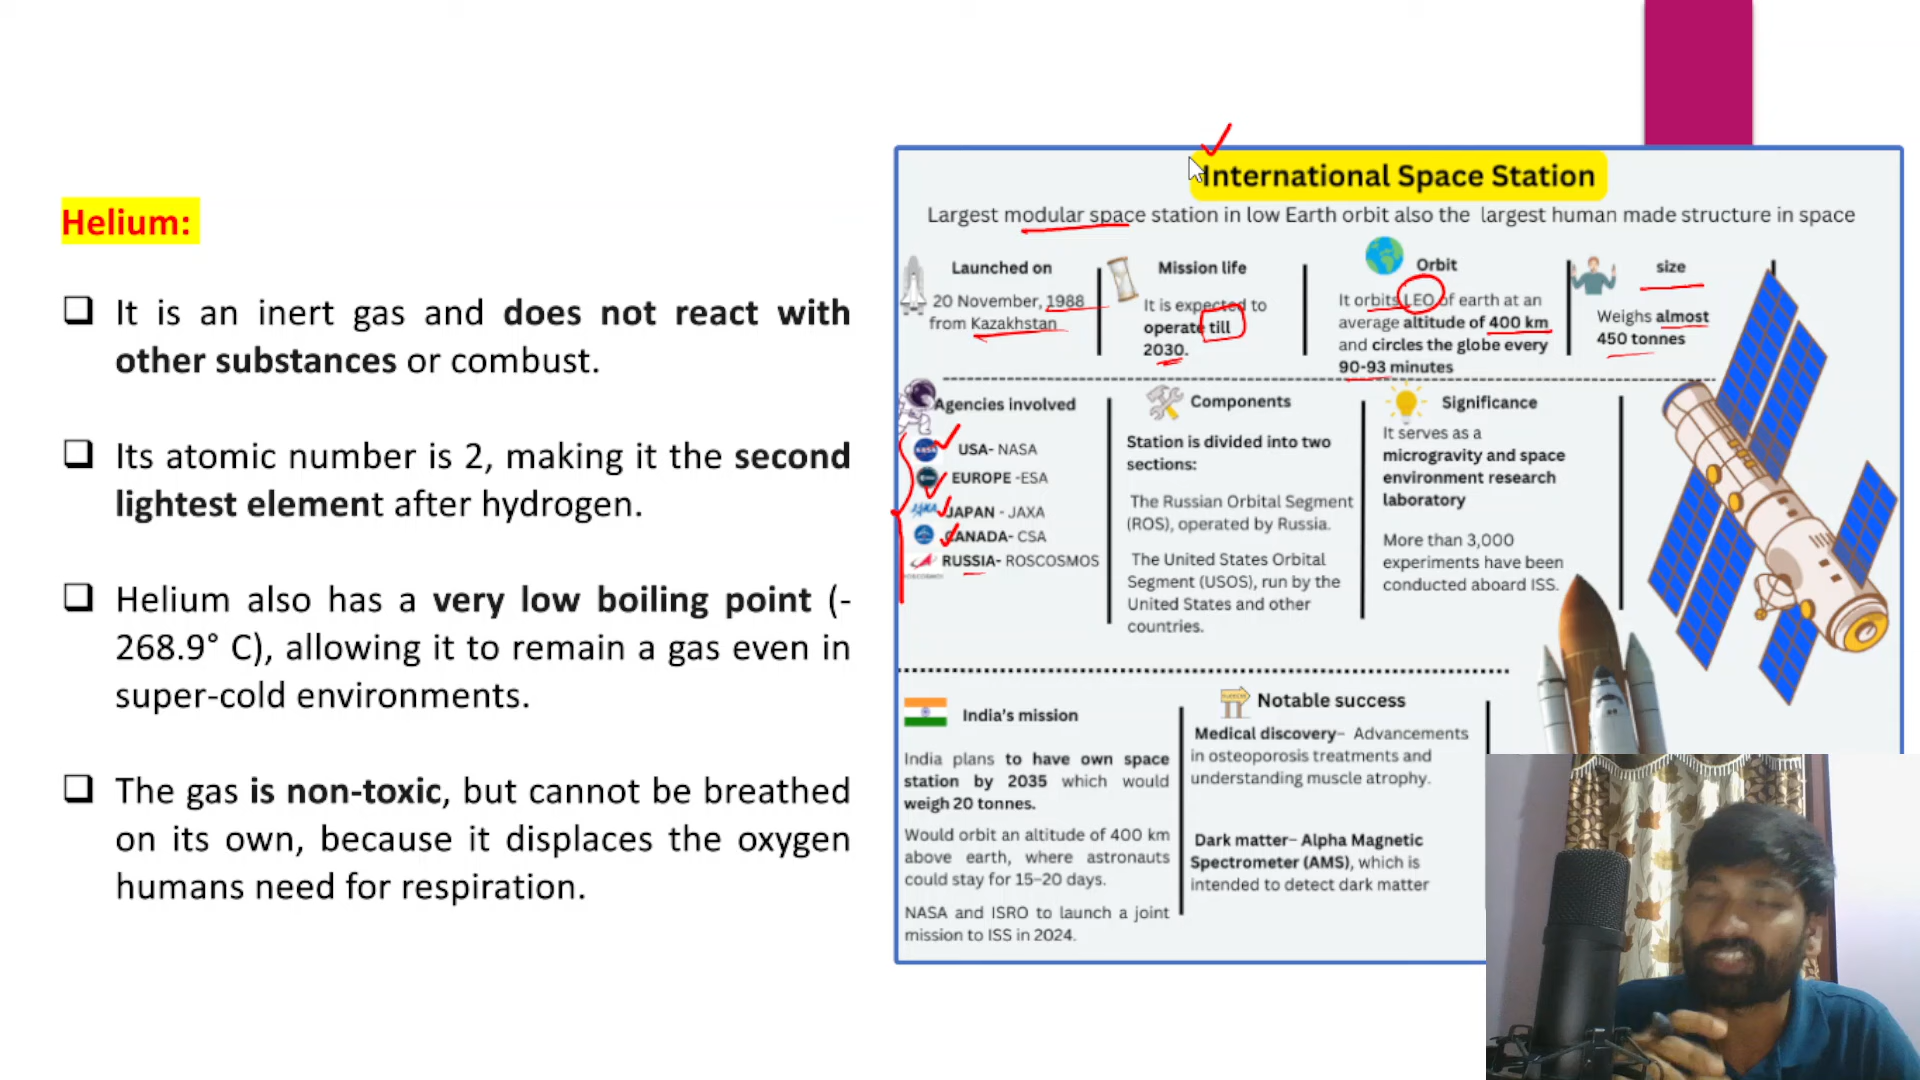 Helium:
❑ It is an inert gas and does not react with
other substances or combust.
❑ Its atomic number is 2, making it the second
lightest element after hydrogen.
❑ Helium also has a very low boiling point (-
268.9° C), allowing it to remain a gas even in
super-cold environments.
❑ The gas is non-toxic, but cannot be breathed
on its own, because it displaces the oxygen
humans need for respiration.
International Space Station
Largest modular space station in low Earth orbit also the largest human made structure in space
Launched on
20 November, 1988
from Kazakhstan
Mission life
It is expected to
operate till
2030.
Orbit
It orbits LEO of earth at an
average altitude of 400 km
and circles the globe every
90-93 minutes
size
Weighs almost
450 tonnes
Agencies involved
USA- NASA
EUROPE -ESA
JAPAN - JAXA
CANADA- CSA
RUSSIA- ROSCOSMOS
Components
Station is divided into two
sections:
The Russian Orbital Segment
(ROS), operated by Russia.
The United States Orbital
Segment (USOS), run by the
United States and other
countries.
Significance
It serves as a
microgravity and space
environment research
laboratory
More than 3,000
experiments have been
conducted aboard ISS.
India's mission
India plans to have own space
station by 2035 which would
weigh 20 tonnes.
Would orbit an altitude of 400 km
above earth, where astronauts
could stay for 15-20 days.
NASA and ISRO to launch a joint
mission to ISS in 2024.
Notable success
Medical discovery– Advancements
in osteoporosis treatments and
understanding muscle atrophy.
Dark matter– Alpha Magnetic
Spectrometer (AMS), which is
intended to detect dark matter